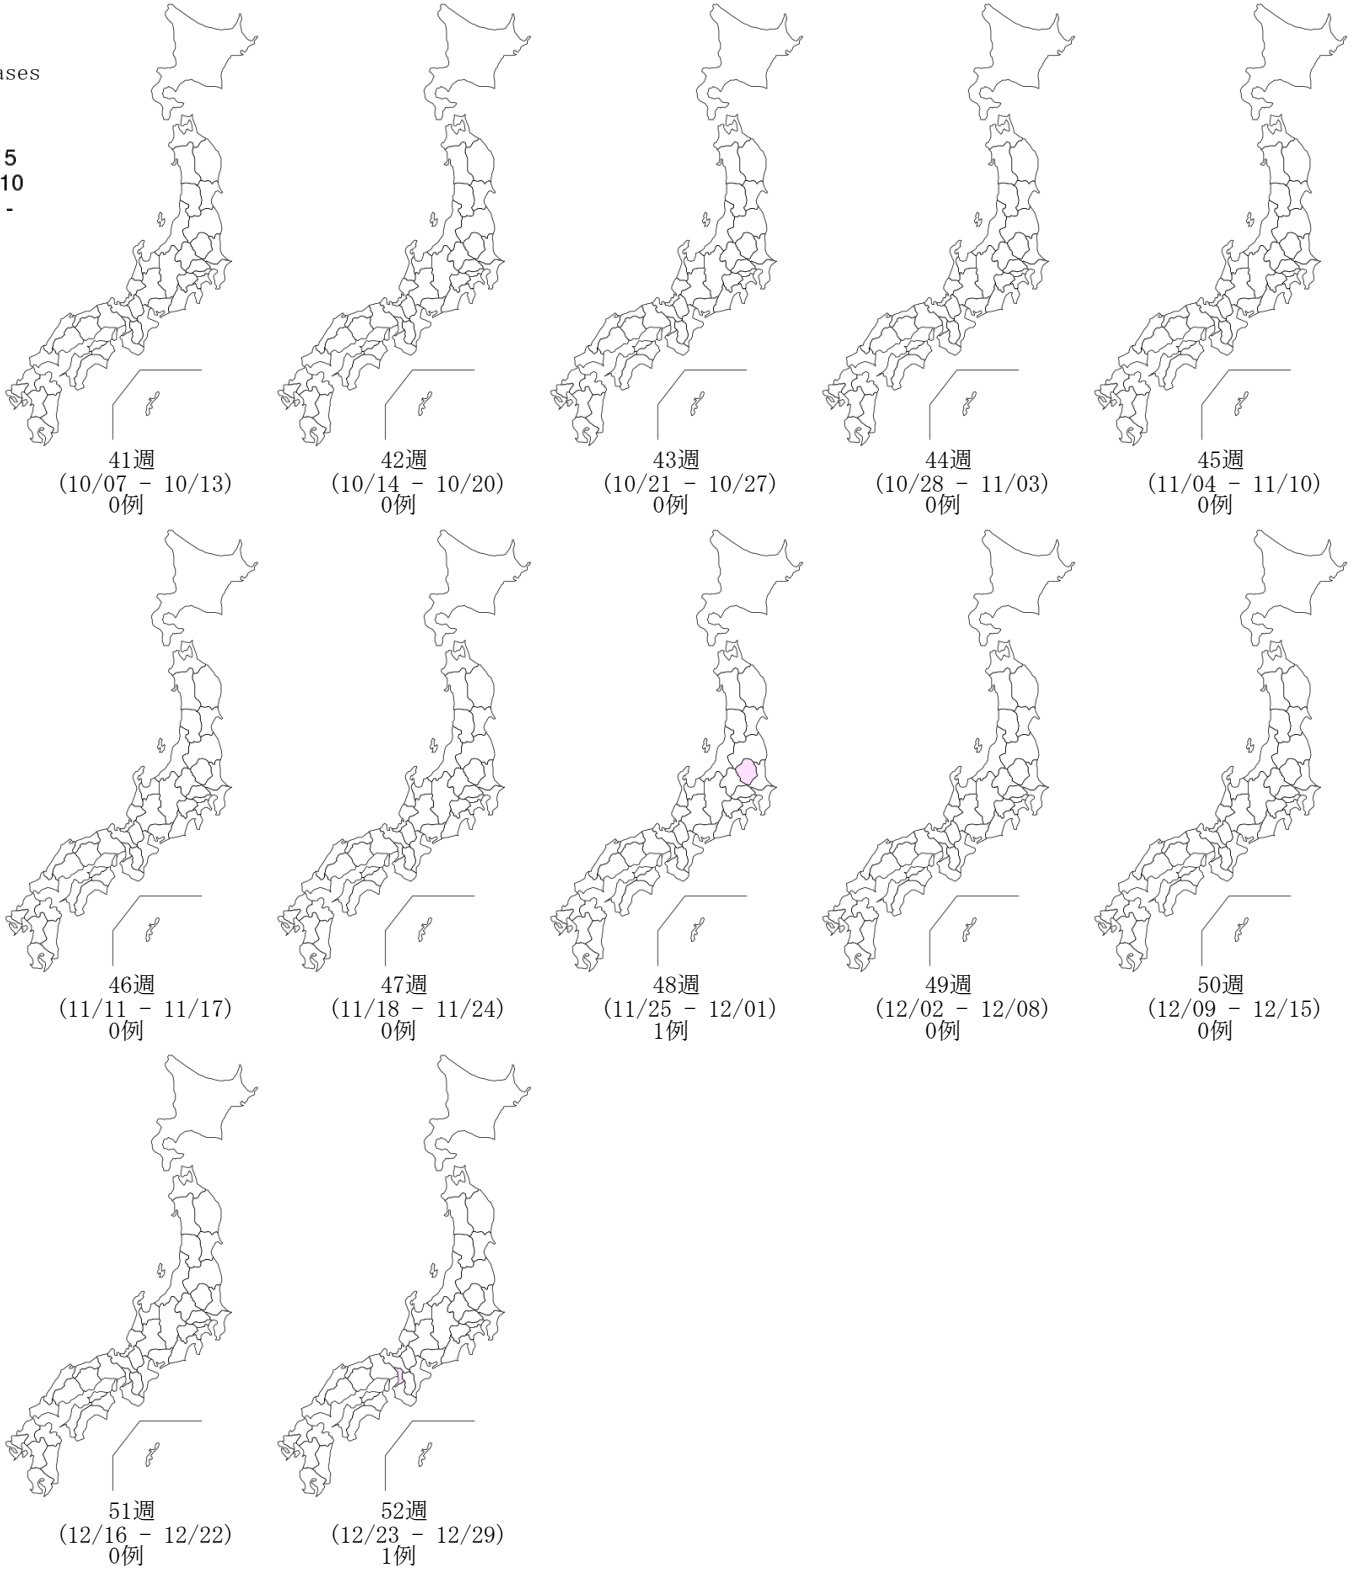 ases
5
10
-
41週
(10/07 - 10/13)
0例
42週
(10/14 - 10/20)
0例
43週
(10/21 - 10/27)
0例
44週
(10/28 - 11/03)
0例
45週
(11/04 - 11/10)
0例
46週
(11/11 - 11/17)
0例
47週
(11/18 - 11/24)
0例
48週
(11/25 - 12/01)
1例
49週
(12/02 - 12/08)
0例
50週
(12/09 - 12/15)
0例
51週
(12/16 - 12/22)
0例
52週
(12/23 - 12/29)
1例